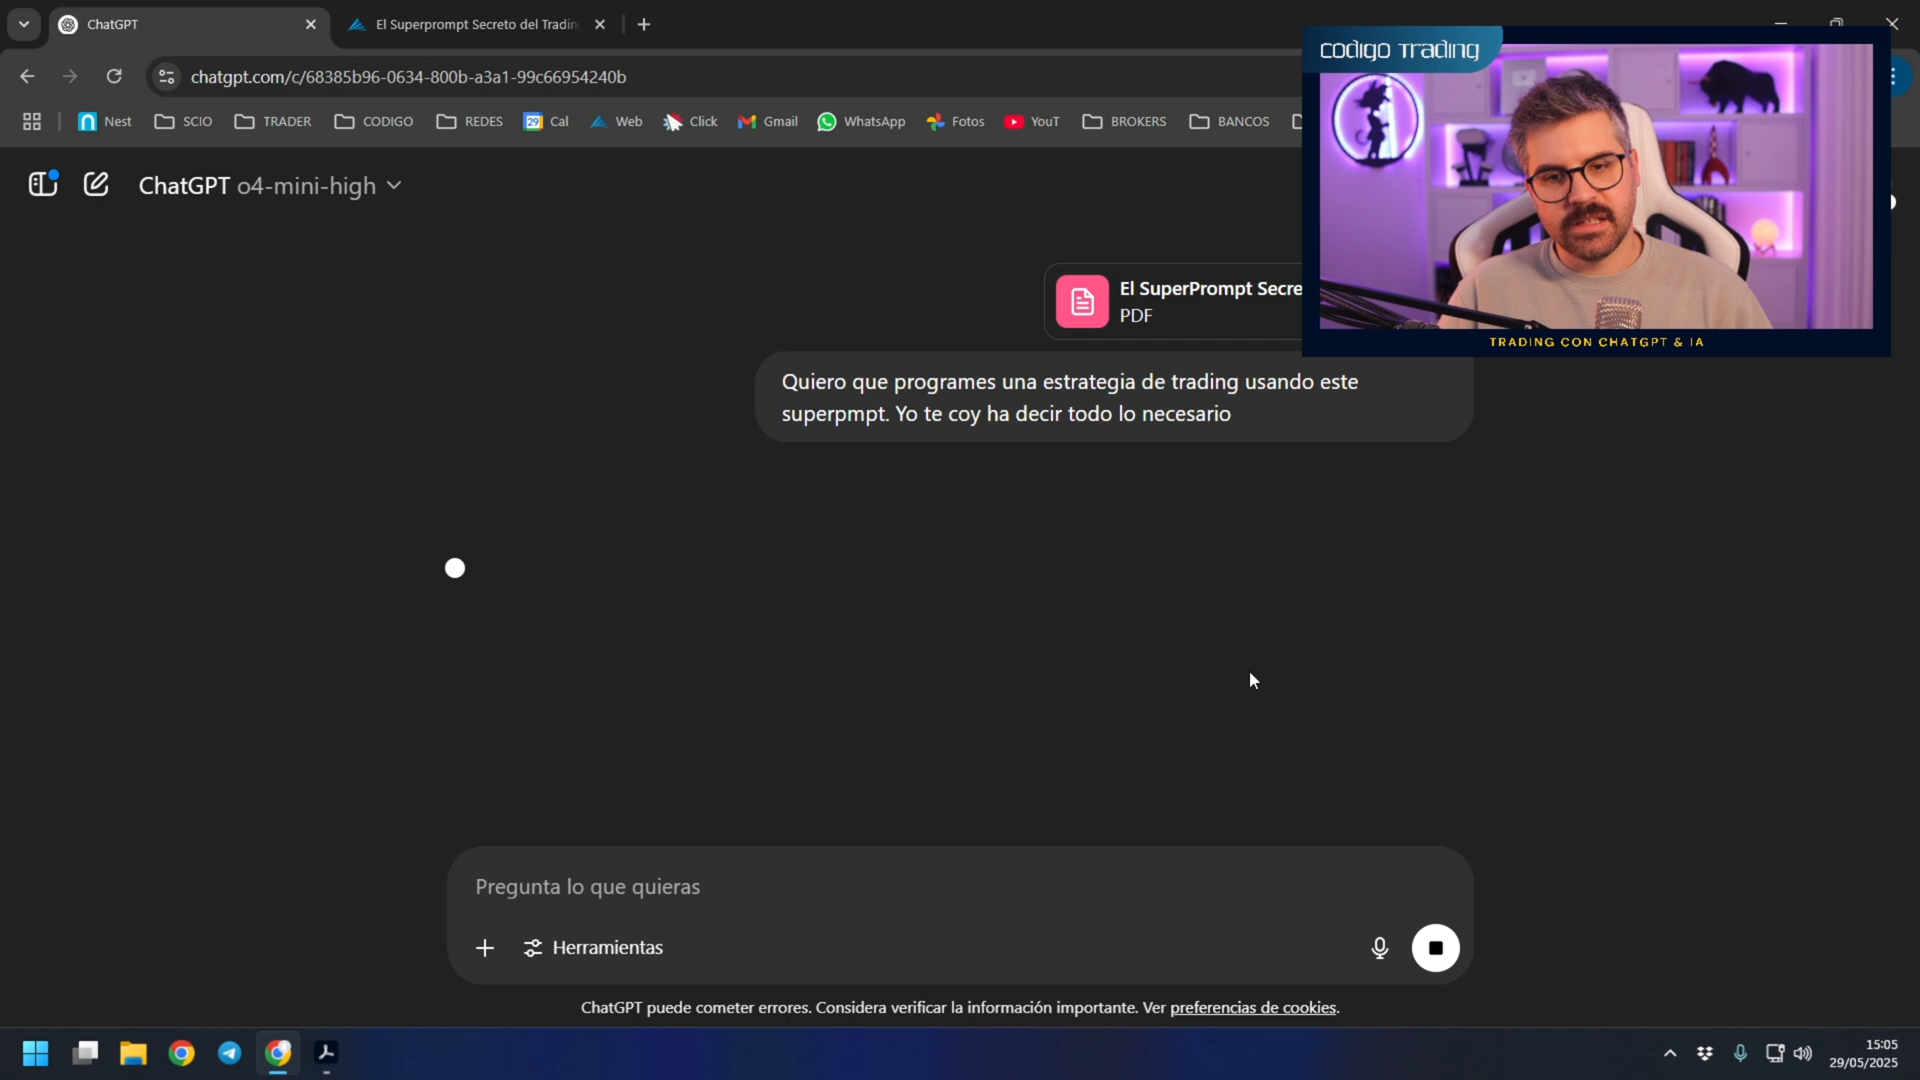 ChatGPT
El Superprompt Secreto del Tradin
chatgpt.com/c/68385b96-0634-800b-a3a1-99c66954240b
Nest
SCIO
TRADER
CODIGO
REDES
29
Cal
Web
Click
Gmail
WhatsApp
Fotos
YouT
BROKERS
BANCOS
codigo Trading
TRADING CON CHATGPT & IA
ChatGPT o4-mini-high
El SuperPrompt Secre
PDF
Quiero que programes una estrategia de trading usando este
superpmpt. Yo te coy ha decir todo lo necesario
Pregunta lo que quieras
Herramientas
ChatGPT puede cometer errores. Considera verificar la información importante. Ver preferencias de cookies.
15:05
29/05/2025